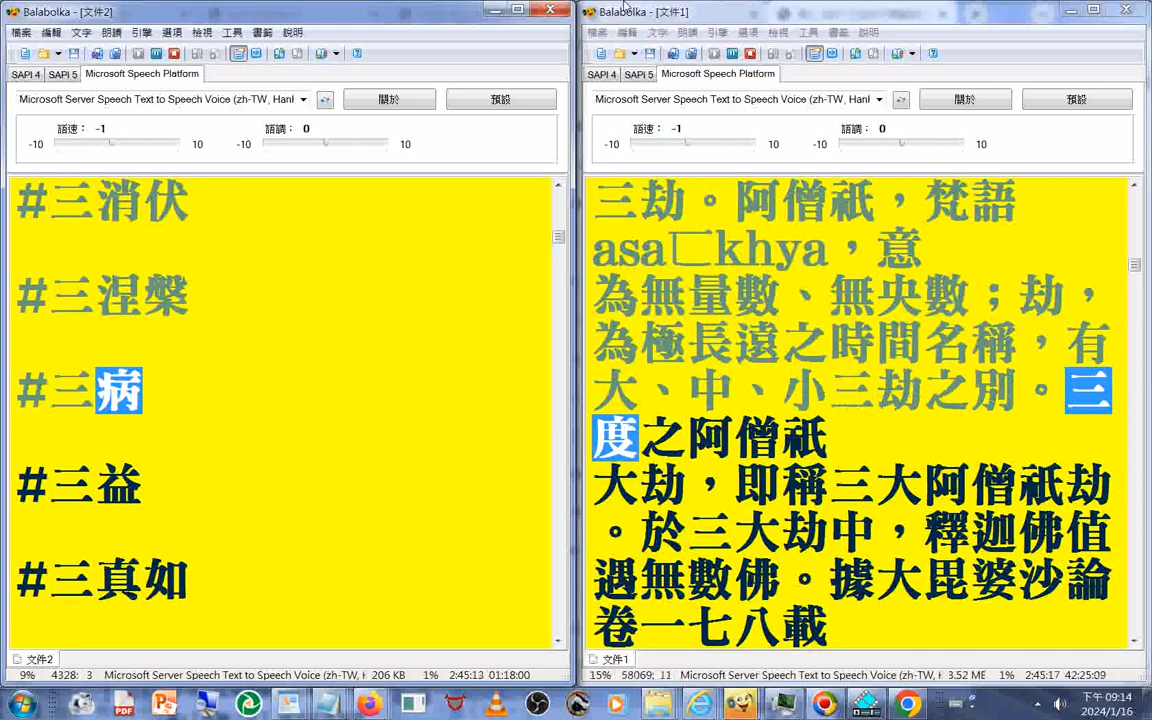 Balabolka - [文件2]
檔案 編輯 文字 朗讀 引擎 選項 檢視 工具 書籤 說明
SAPI 4 SAPI 5 Microsoft Speech Platform
Microsoft Server Speech Text to Speech Voice (zh-TW, Hanl
關於
預設
語速： -1
語調： 0
-10 10 -10 10
#三消伏
#三涅槃
#三病
#三益
#三真如
文件2
9% 4328: 3 Microsoft Server Speech Text to Speech Voice (zh-TW, H 206 KB 1% 2:45:13 01:18:00
Balabolka - [文件1]
檔案 編輯 文字 朗讀 引擎 選項 檢視 工具 書籤 說明
SAPI 4 SAPI 5 Microsoft Speech Platform
Microsoft Server Speech Text to Speech Voice (zh-TW, Hanl
關於
預設
語速： -1
語調： 0
-10 10 -10 10
三劫。阿僧祇，梵語
asa□khya，意
為無量數、無央數；劫，
為極長遠之時間名稱，有
大、中、小三劫之別。三
度之阿僧祇
大劫，即稱三大阿僧祇劫
。於三大劫中，釋迦佛值
遇無數佛。據大毘婆沙論
卷一七八載
文件1
15% 58069; 11 Microsoft Server Speech Text to Speech Voice (zh-TW, H 3.52 ME 1% 2:45:17 42:25:09
下午 09:14
2024/1/16